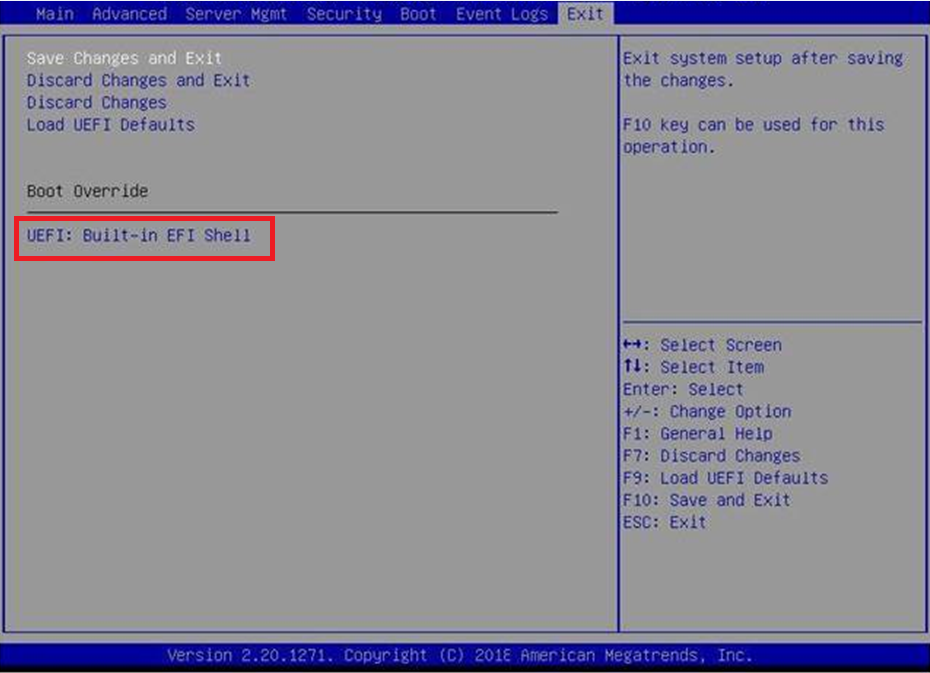 Main Advanced Server Mgmt Security Boot Event Logs Exit
Save Changes and Exit
Discard Changes and Exit
Discard Changes
Load UEFI Defaults
Boot Override
UEFI: Built-in EFI Shell
Exit system setup after saving
the changes.
F10 key can be used for this
operation.
↔: Select Screen
↑↓: Select Item
Enter: Select
+/-: Change Option
F1: General Help
F7: Discard Changes
F9: Load UEFI Defaults
F10: Save and Exit
ESC: Exit
Version 2.20.1271. Copyright (C) 2018 American Megatrends, Inc.